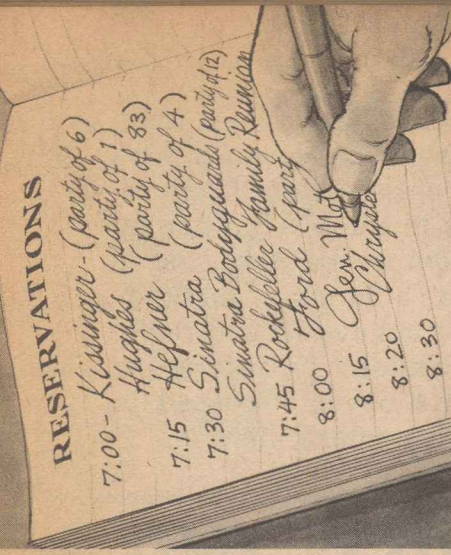 RESERVATIONS
7:00 - Kissinger - (party of 6)
Hughes (party of 1)
7:15 Hefner (party of 83)
7:30 Sinatra (party of 4)
Sinatra Bodyguards (party of 12)
7:45 Rockefeller Family Reunion
8:00 Ford (party
8:15 Gen. Mot
8:20 Chrysle
8:30